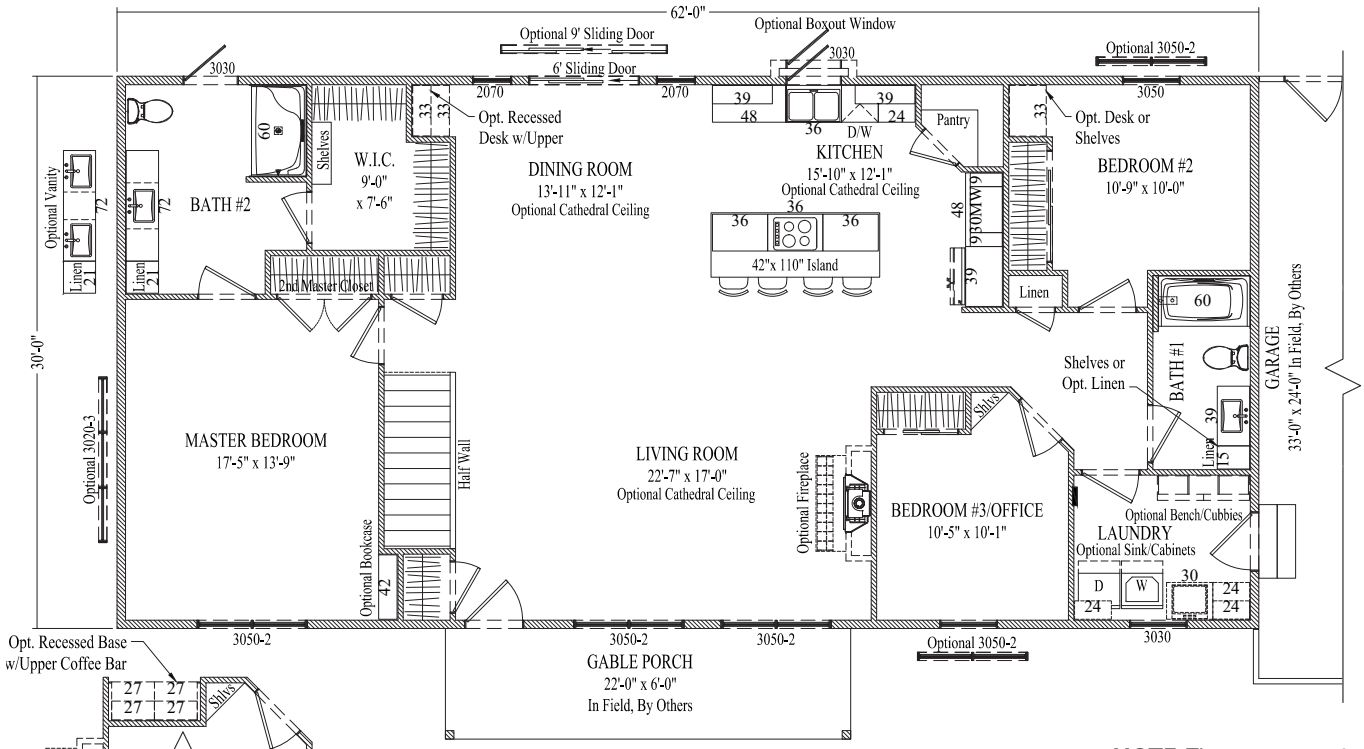 62'-0"
Optional Boxout Window
Optional 9' Sliding Door
3030
6' Sliding Door
3030
Optional 3050-2
2070
2070
3050
33
33
Opt. Recessed
Desk w/Upper
39
48
36
D/W
39
24
Pantry
33
Opt. Desk or
Shelves
60
Shelves
W.I.C.
9'-0"
x 7'-6"
DINING ROOM
13'-11" x 12'-1"
Optional Cathedral Ceiling
KITCHEN
15'-10" x 12'-1"
Optional Cathedral Ceiling
BEDROOM #2
10'-9" x 10'-0"
Optional Vanity
72
Linen
21
72
Linen
21
BATH #2
36
36
36
42"x 110" Island
48
930MW9
39
Linen
60
2nd Master Closet
30'-0"
GARAGE
33'-0" x 24'-0" In Field, By Others
Shelves or
Opt. Linen
BATH #1
39
Linen
15
Optional 3020-3
MASTER BEDROOM
17'-5" x 13'-9"
Half Wall
LIVING ROOM
22'-7" x 17'-0"
Optional Cathedral Ceiling
Optional Fireplace
Shlvs
BEDROOM #3/OFFICE
10'-5" x 10'-1"
Optional Bench/Cubbies
LAUNDRY
Optional Sink/Cabinets
D
W
30
24
24
24
Optional Bookcase
42
3050-2
3050-2
3050-2
Optional 3050-2
3030
Opt. Recessed Base
w/Upper Coffee Bar
27
27
27
27
Shlvs
GABLE PORCH
22'-0" x 6'-0"
In Field, By Others